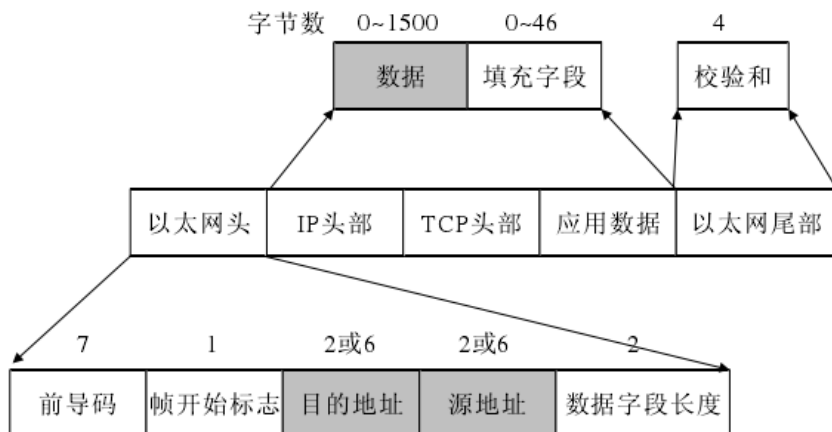 字节数 0~1500 0~46 4
数据 填充字段 校验和
以太网头 IP头部 TCP头部 应用数据 以太网尾部
7 1 2或6 2或6 2
前导码 帧开始标志 目的地址 源地址 数据字段长度